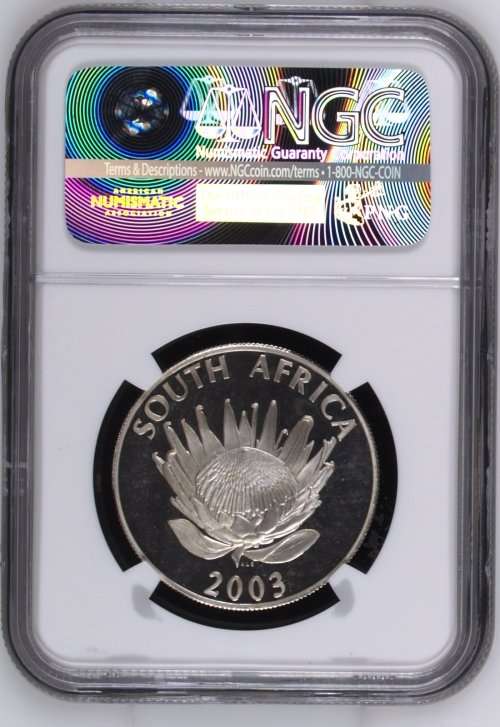 NGC
Numismatic Guaranty Corporation
Terms & Descriptions - www.NGCcoin.com/terms • 1-800-NGC-COIN
AMERICAN
NUMISMATIC
ASSOCIATION
PNG
SOUTH AFRICA
2003